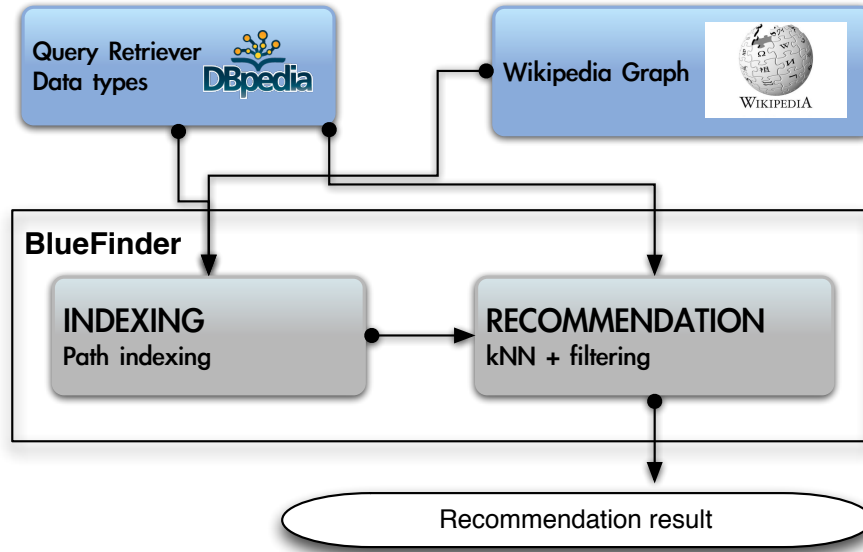 Query Retriever
Data types
DBpedia
Wikipedia Graph
WIKIPEDIA
BlueFinder
INDEXING
Path indexing
RECOMMENDATION
kNN + filtering
Recommendation result